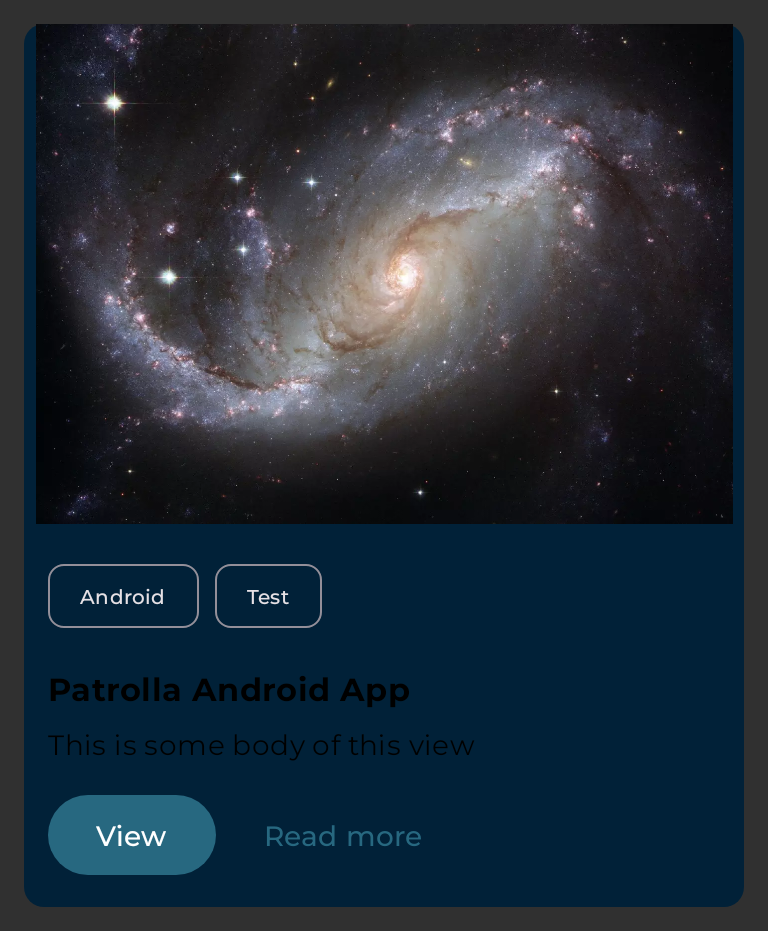 Android Test
Patrolla Android App
This is some body of this view
View Read more